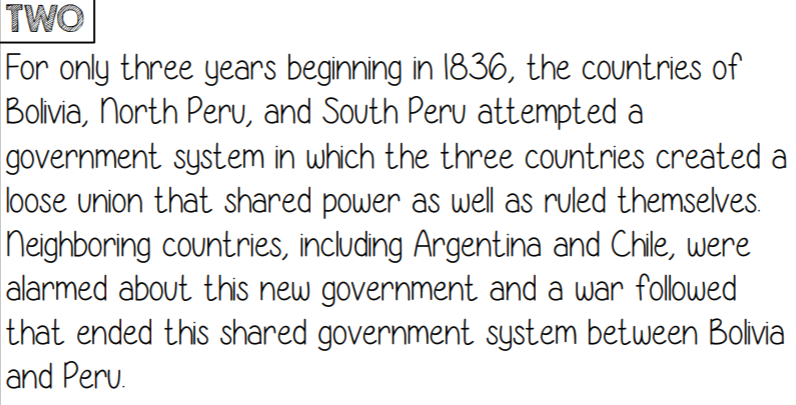 TWO
For only three years beginning in 1836, the countries of
Bolivia, North Peru, and South Peru attempted a
government system in which the three countries created a
loose union that shared power as well as ruled themselves.
Neighboring countries, including Argentina and Chile, were
alarmed about this new government and a war followed
that ended this shared government system between Bolivia
and Peru.